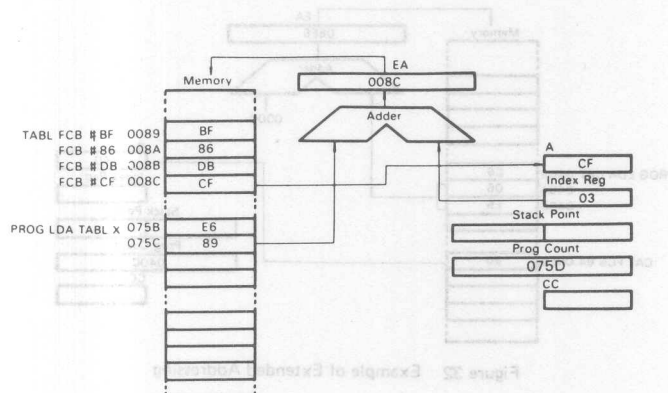 EA
008C
Memory
Adder
TABL FCB #BF 0089 BF
FCB #86 008A 86
FCB #DB 008B DB
FCB #CF 008C CF
A
CF
Index Reg
03
Stack Point
PROG LDA TABL X 075B E6
075C 89
Prog Count
075D
CC
Figure 32 Example of Extended Addressing